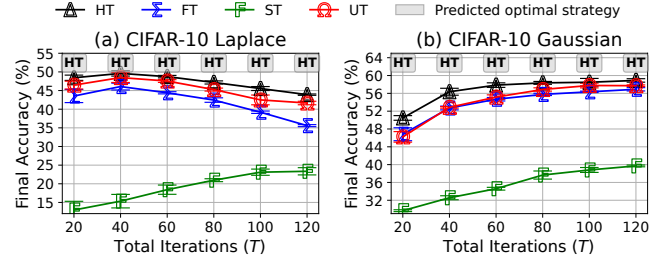 HT FT ST UT Predicted optimal strategy
(a) CIFAR-10 Laplace
Final Accuracy (%)
55
50
45
40
35
30
25
20
15
HT HT HT HT HT HT
20 40 60 80 100 120
Total Iterations (T)
(b) CIFAR-10 Gaussian
Final Accuracy (%)
60
56
52
48
44
40
36
32
HT HT HT HT HT HT
20 40 60 80 100 120
Total Iterations (T)